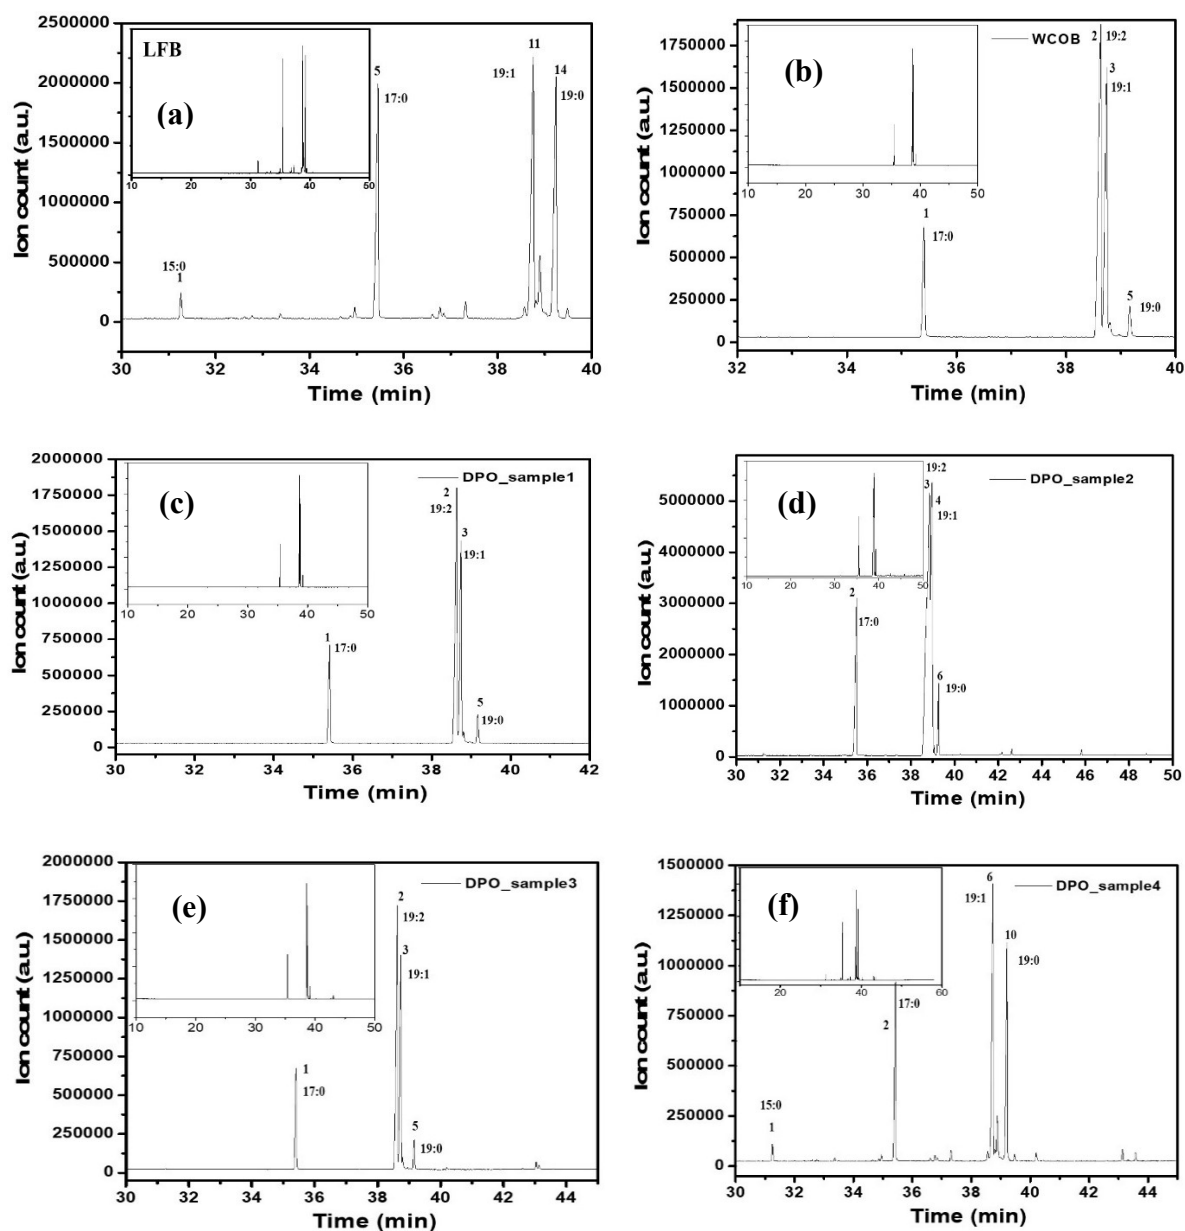 LFB
(a)
2500000
2000000
1500000
1000000
500000
0
Ion count (a.u.)
10 20 30 40 50
15:0
1
5
17:0
11
19:1
14
19:0
30 32 34 36 38 40
Time (min)
(b)
WCOB
1750000
1500000
1250000
1000000
750000
500000
250000
0
Ion count (a.u.)
10 20 30 40 50
1
17:0
2 19:2
3
19:1
5
19:0
32 34 36 38 40
Time (min)
(c)
DPO_sample1
2000000
1750000
1500000
1250000
1000000
750000
500000
250000
0
Ion count (a.u.)
10 20 30 40 50
1
17:0
2
19:2
3
19:1
5
19:0
30 32 34 36 38 40 42
Time (min)
(d)
DPO_sample2
5000000
4000000
3000000
2000000
1000000
0
Ion count (a.u.)
10 20 30 40 50
2
17:0
19:2
3
4
19:1
6
19:0
30 32 34 36 38 40 42 44 46 48 50
Time (min)
(e)
DPO_sample3
2000000
1750000
1500000
1250000
1000000
750000
500000
250000
0
Ion count (a.u.)
10 20 30 40 50
1
17:0
2
19:2
3
19:1
5
19:0
30 32 34 36 38 40 42 44
Time (min)
(f)
DPO_sample4
1500000
1250000
1000000
750000
500000
250000
0
Ion count (a.u.)
20 40 60
15:0
1
17:0
2
6
19:1
10
19:0
30 32 34 36 38 40 42 44
Time (min)